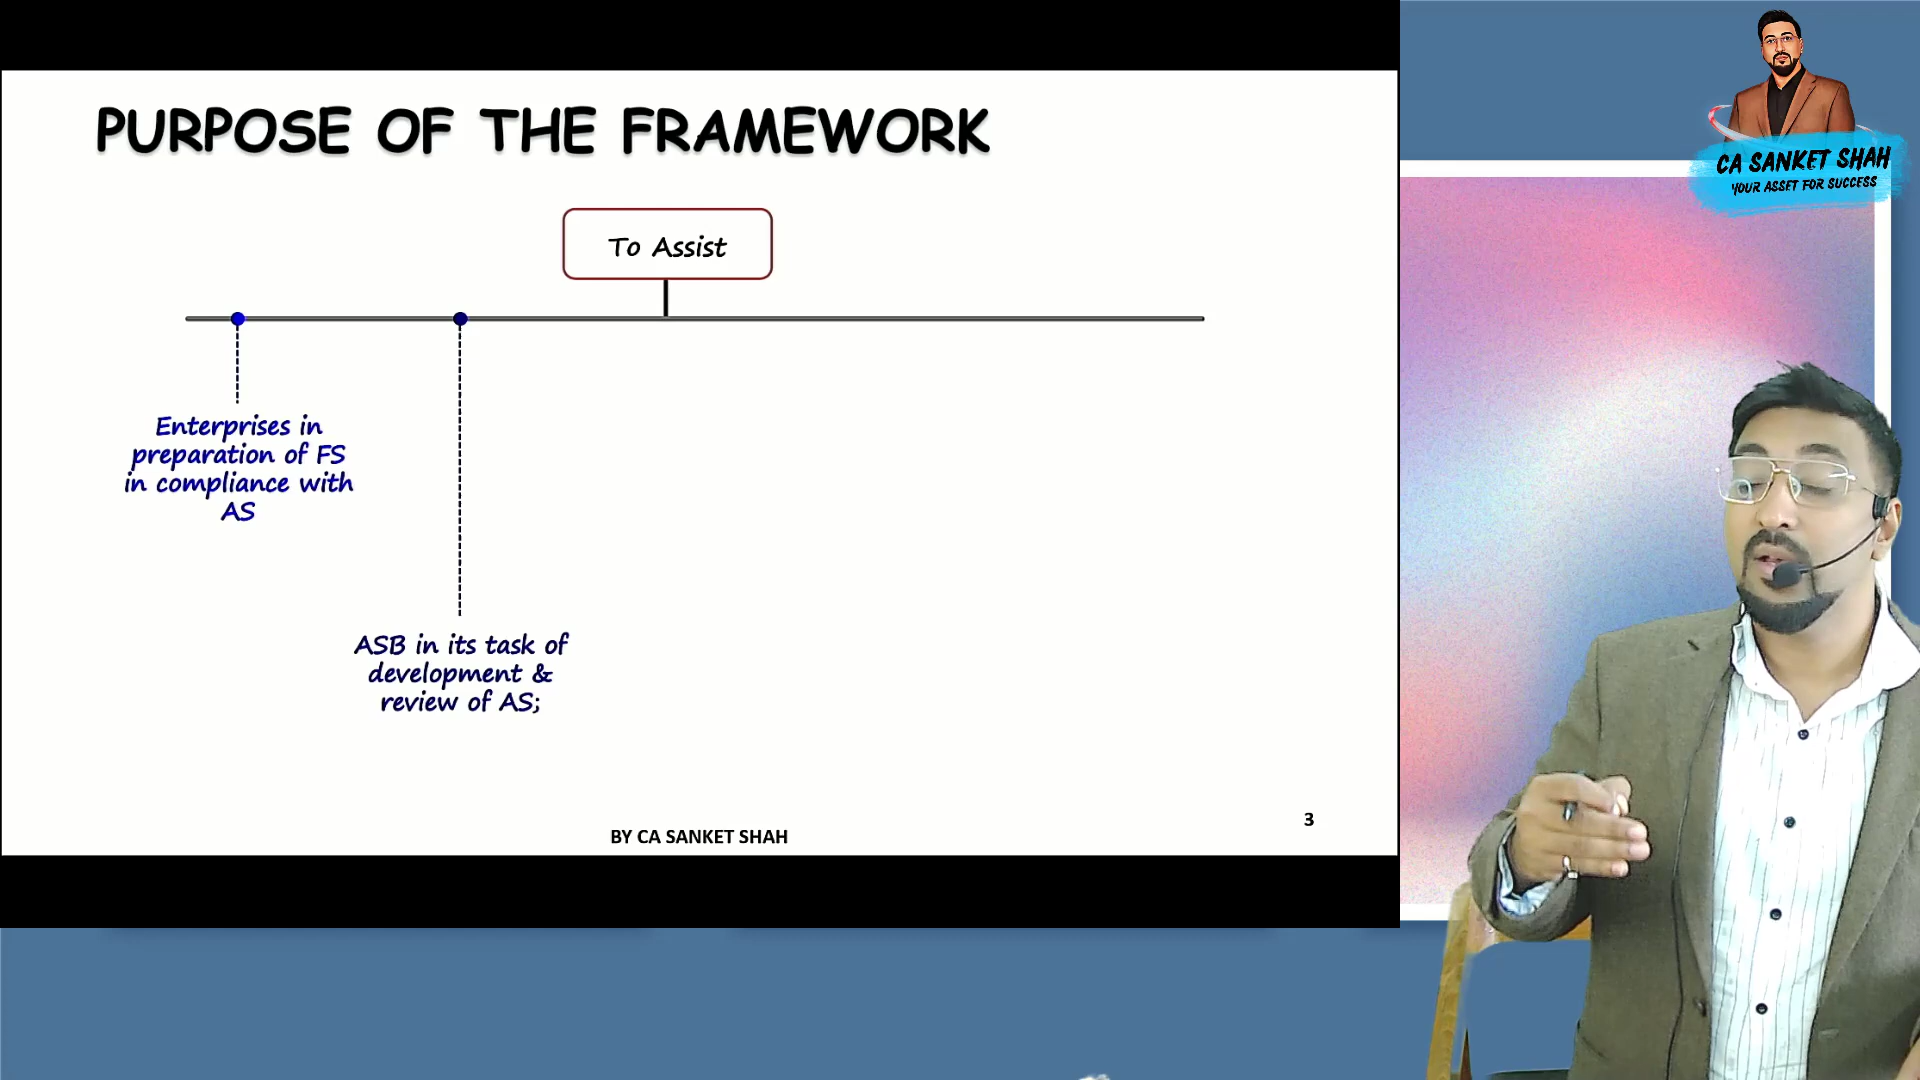 PURPOSE OF THE FRAMEWORK
To Assist
Enterprises in
preparation of FS
in compliance with
AS
ASB in its task of
development &
review of AS;
BY CA SANKET SHAH
3
CA SANKET SHAH
YOUR ASSET FOR SUCCESS